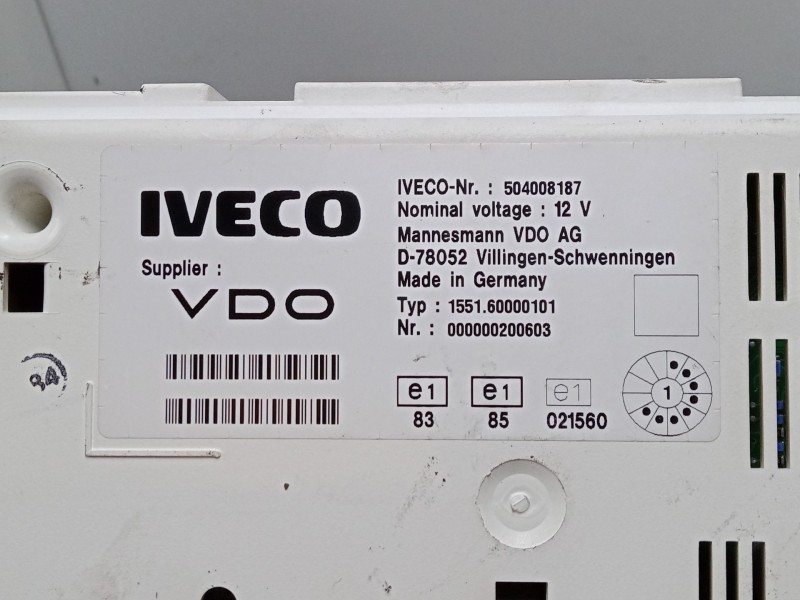 IVECO
Supplier :
VDO
IVECO-Nr. : 504008187
Nominal voltage : 12 V
Mannesmann VDO AG
D-78052 Villingen-Schwenningen
Made in Germany
Typ : 1551.60000101
Nr. : 000000200603
e1
83
e1
85
e1
021560
1
94